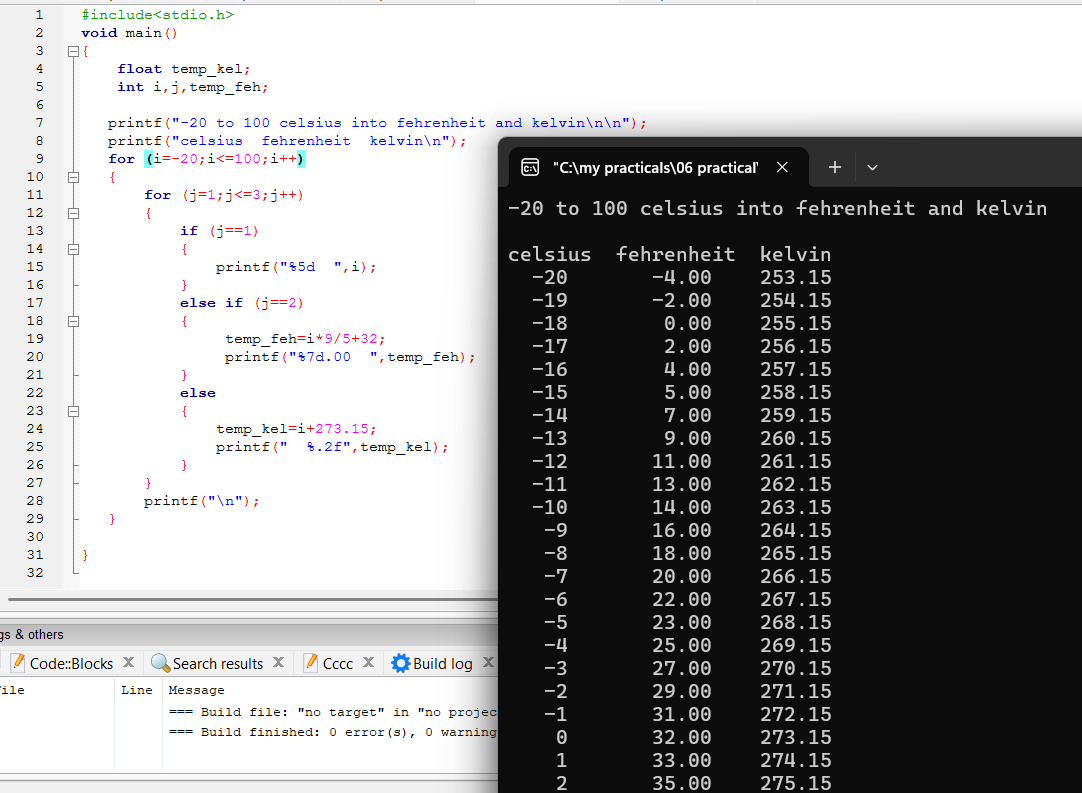 1 #include<stdio.h>
2 void main()
3 {
4 float temp_kel;
5 int i,j,temp_feh;
6
7 printf("-20 to 100 celsius into fehrenheit and kelvin\n\n");
8 printf("celsius  fehrenheit  kelvin\n");
9 for (i=-20;i<=100;i++)
10 {
11 for (j=1;j<=3;j++)
12 {
13 if (j==1)
14 {
15 printf("%5d  ",i);
16 }
17 else if (j==2)
18 {
19 temp_feh=i*9/5+32;
20 printf("%7d.00  ",temp_feh);
21 }
22 else
23 {
24 temp_kel=i+273.15;
25 printf("  %.2f",temp_kel);
26 }
27 }
28 printf("\n");
29 }
30
31 }
32
"C:\my practicals\06 practical'
-20 to 100 celsius into fehrenheit and kelvin
celsius fehrenheit kelvin
-20 -4.00 253.15
-19 -2.00 254.15
-18 0.00 255.15
-17 2.00 256.15
-16 4.00 257.15
-15 5.00 258.15
-14 7.00 259.15
-13 9.00 260.15
-12 11.00 261.15
-11 13.00 262.15
-10 14.00 263.15
-9 16.00 264.15
-8 18.00 265.15
-7 20.00 266.15
-6 22.00 267.15
-5 23.00 268.15
-4 25.00 269.15
-3 27.00 270.15
-2 29.00 271.15
-1 31.00 272.15
0 32.00 273.15
1 33.00 274.15
2 35.00 275.15
gs & others
Code::Blocks Search results Cccc Build log
ile Line Message
=== Build file: "no target" in "no projec
=== Build finished: 0 error(s), 0 warning